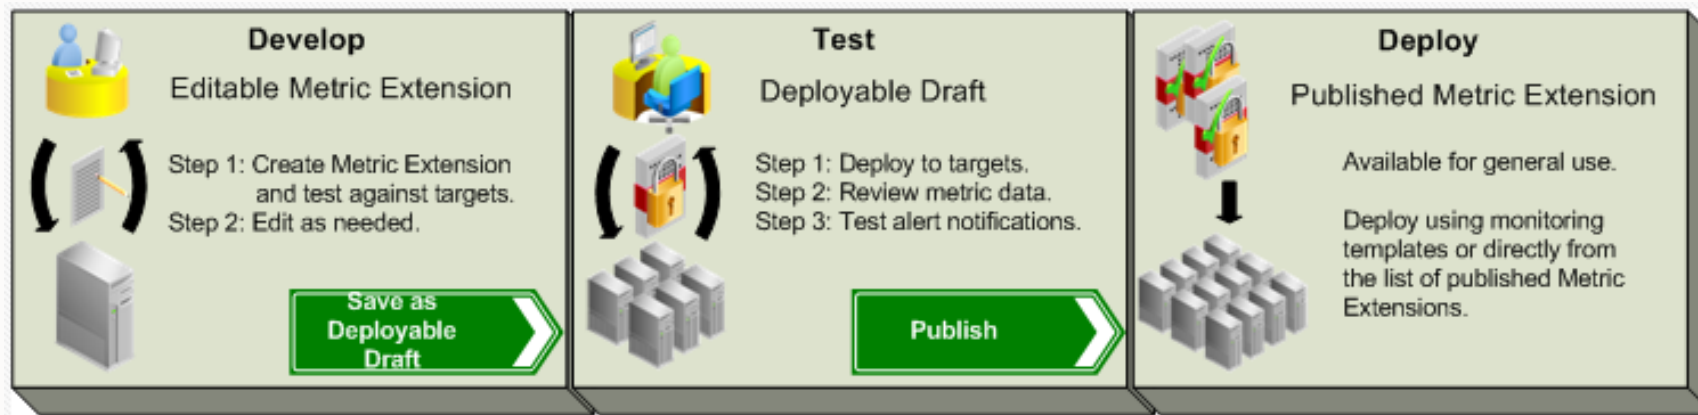 Develop
Editable Metric Extension
Step 1: Create Metric Extension
and test against targets.
Step 2: Edit as needed.
Save as
Deployable
Draft
Test
Deployable Draft
Step 1: Deploy to targets.
Step 2: Review metric data.
Step 3: Test alert notifications.
Publish
Deploy
Published Metric Extension
Available for general use.
Deploy using monitoring
templates or directly from
the list of published Metric
Extensions.